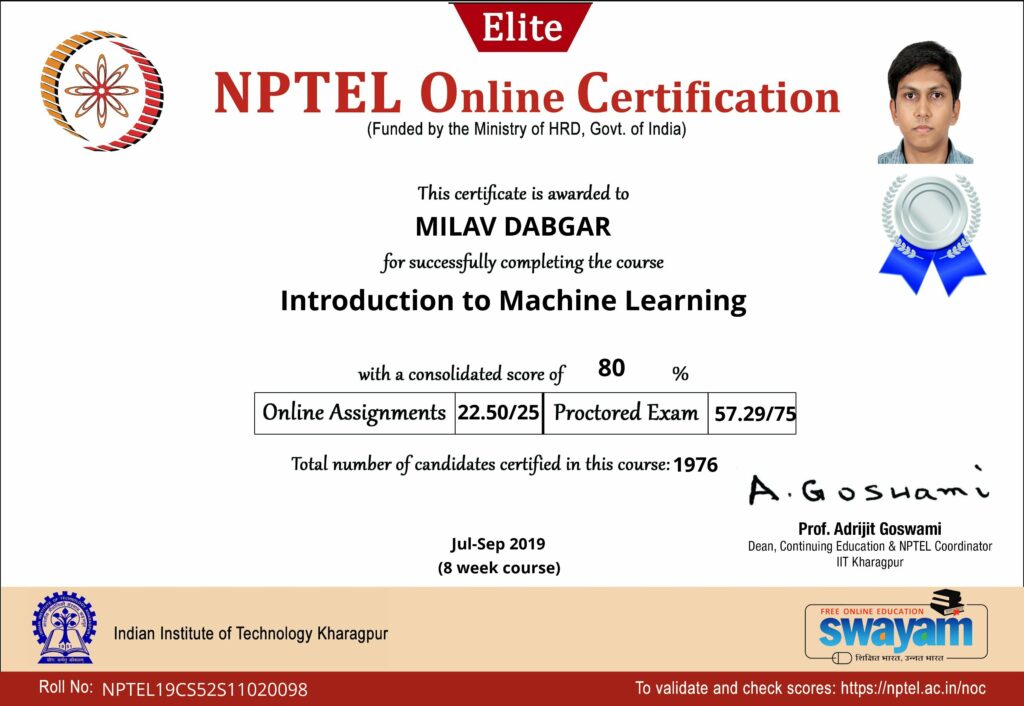 Elite
NPTEL Online Certification
(Funded by the Ministry of HRD, Govt. of India)
This certificate is awarded to
MILAV DABGAR
for successfully completing the course
Introduction to Machine Learning
with a consolidated score of 80 %
Online Assignments 22.50/25 Proctored Exam 57.29/75
Total number of candidates certified in this course: 1976
A. Goswami
Prof. Adrijit Goswami
Dean, Continuing Education & NPTEL Coordinator
IIT Kharagpur
Jul-Sep 2019
(8 week course)
Indian Institute of Technology Kharagpur
FREE ONLINE EDUCATION
swayam
शिक्षित भारत, उन्नत भारत
Roll No: NPTEL19CS52S11020098
To validate and check scores: https://nptel.ac.in/noc